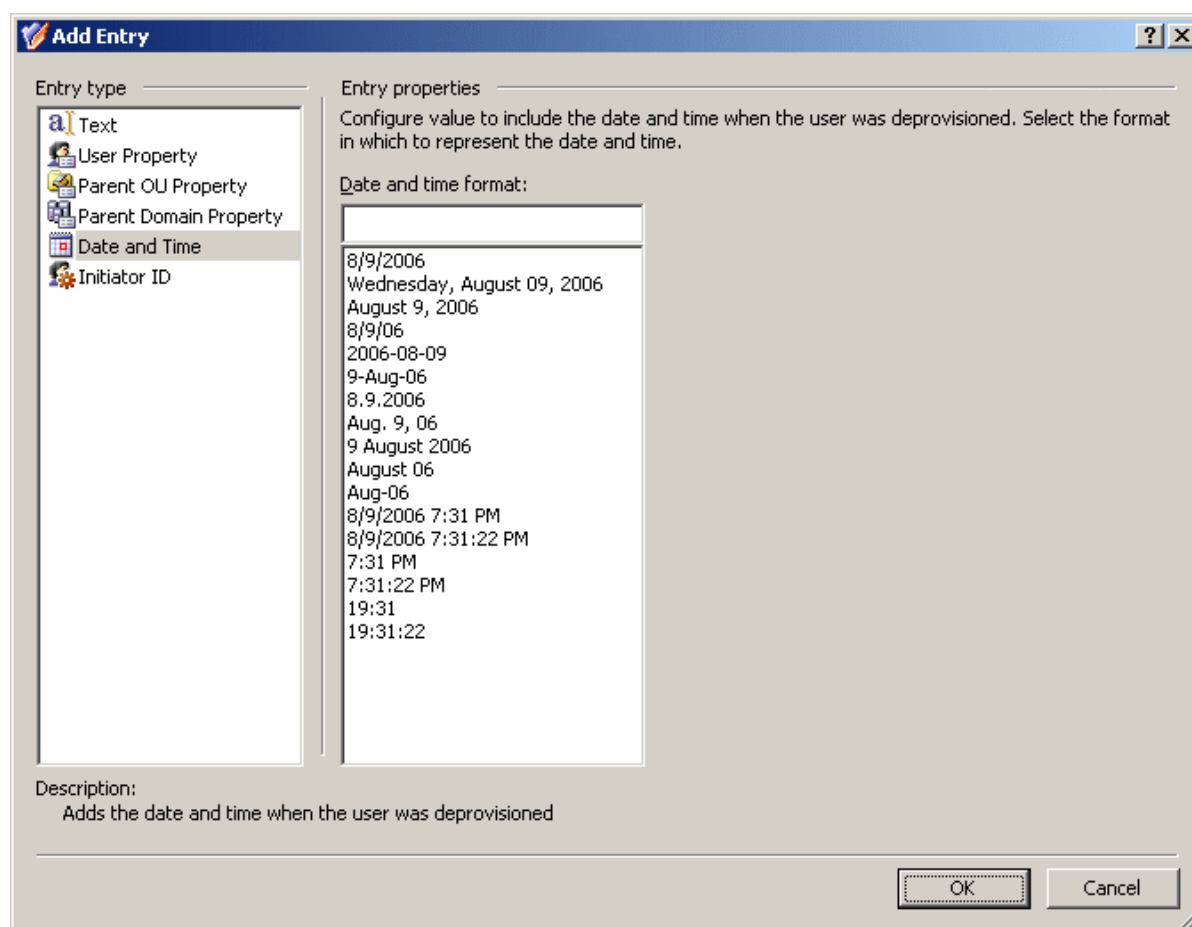 Add Entry
Entry type
Text
User Property
Parent OU Property
Parent Domain Property
Date and Time
Initiator ID
Entry properties
Configure value to include the date and time when the user was deprovisioned. Select the format
in which to represent the date and time.
Date and time format:
8/9/2006
Wednesday, August 09, 2006
August 9, 2006
8/9/06
2006-08-09
9-Aug-06
8.9.2006
Aug. 9, 06
9 August 2006
August 06
Aug-06
8/9/2006 7:31 PM
8/9/2006 7:31:22 PM
7:31 PM
7:31:22 PM
19:31
19:31:22
Description:
Adds the date and time when the user was deprovisioned
OK
Cancel